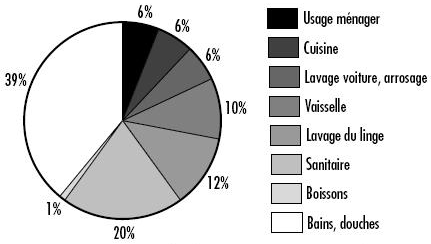 6%
6%
6%
10%
12%
20%
1%
39%
Usage ménager
Cuisine
Lavage voiture, arrosage
Vaisselle
Lavage du linge
Sanitaire
Boissons
Bains, douches